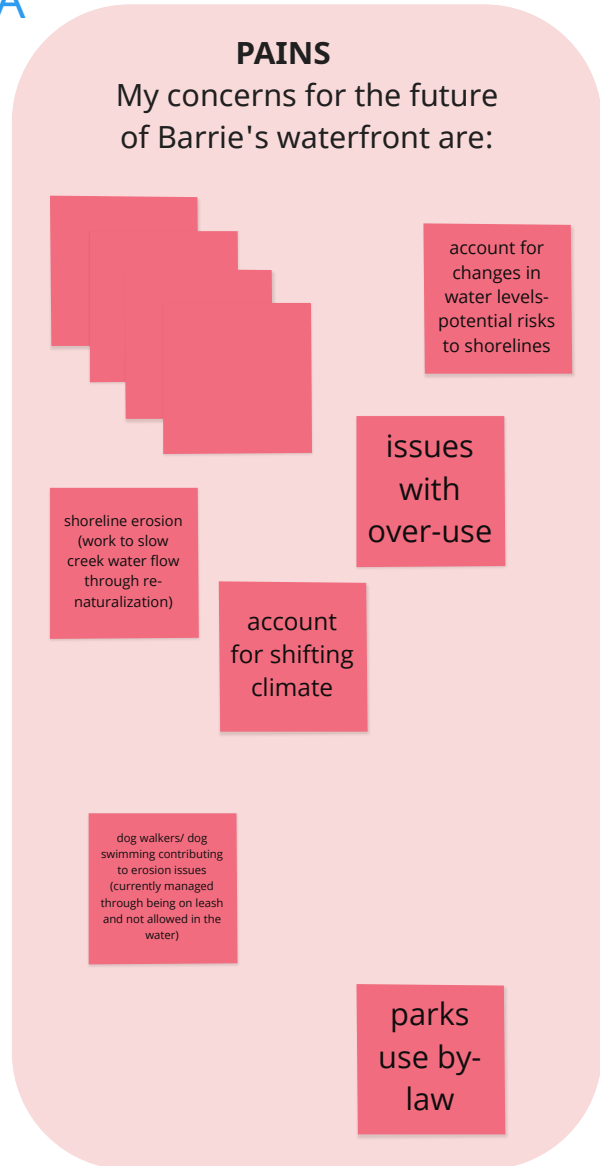 A
PAINS
My concerns for the future
of Barrie's waterfront are:
account for
changes in
water levels-
potential risks
to shorelines
issues
with
over-use
shoreline erosion
(work to slow
creek water flow
through re-
naturalization)
account
for shifting
climate
dog walkers/ dog
swimming contributing
to erosion issues
(currently managed
through being on leash
and not allowed in the
water)
parks
use by-
law